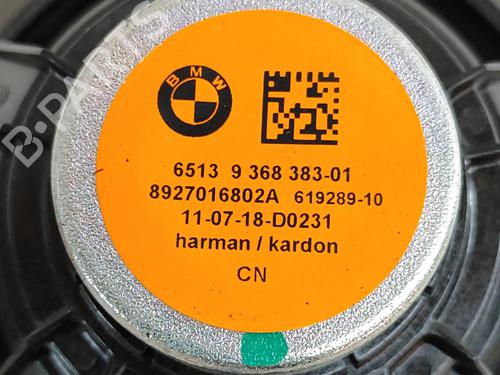 BMW
6513 9 368 383-01
8927016802A 619289-10
11-07-18-D0231
harman / kardon
CN
B-PARTS